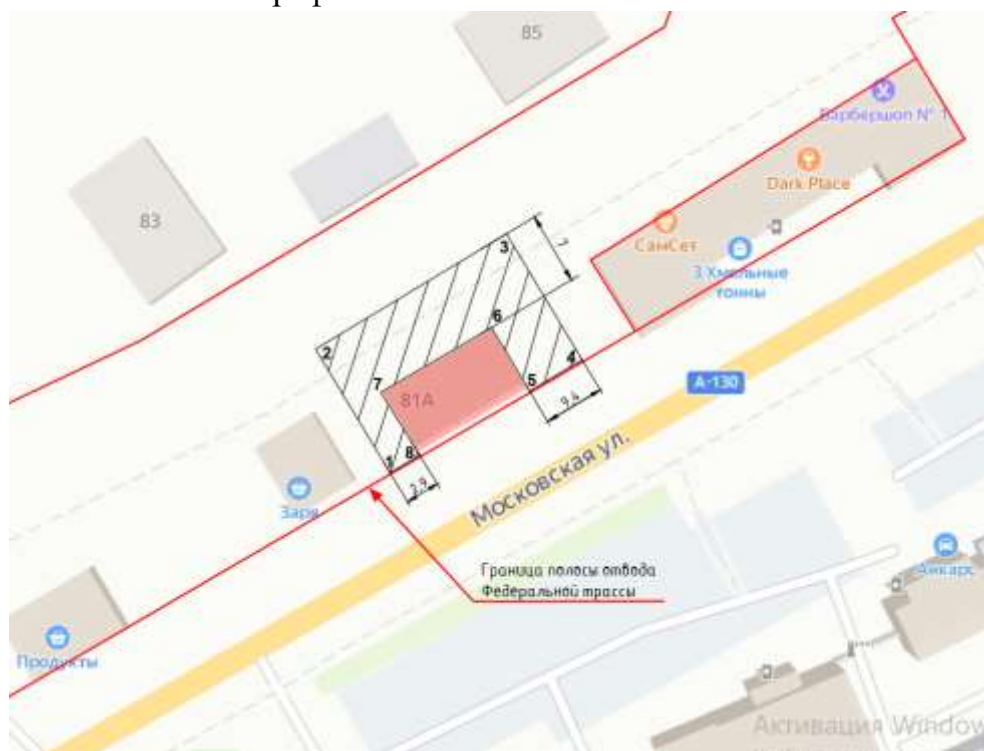 85
Барбершоп № 1
83
Dark Place
СамСет
3 Хмельные
тонны
3
7
2
6
7
81А
4
5
9.4
А-130
1
8
2.9
Московская ул.
Заря
Граница полосы отвода
Федеральной трассы
Айкарс
Продукты
Активация Window